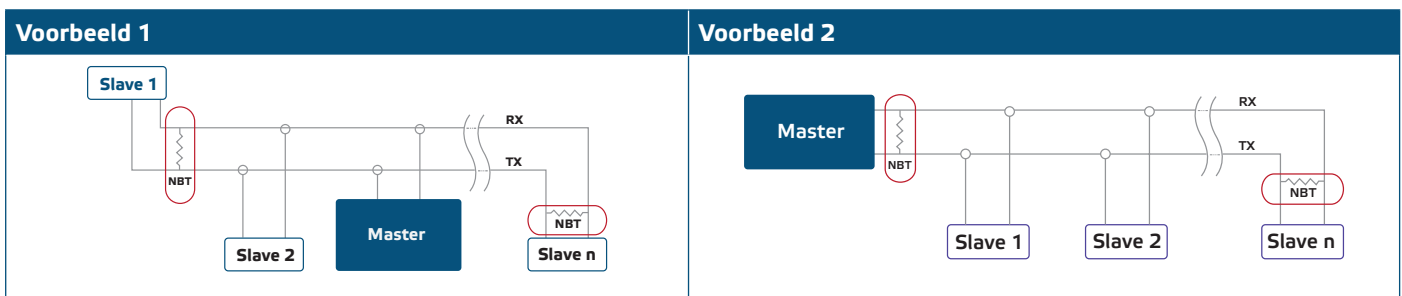 Voorbeeld 1
Slave 1
RX
TX
NBT
NBT
Master
Slave 2
Slave n
Voorbeeld 2
Master
RX
TX
NBT
NBT
Slave 1
Slave 2
Slave n